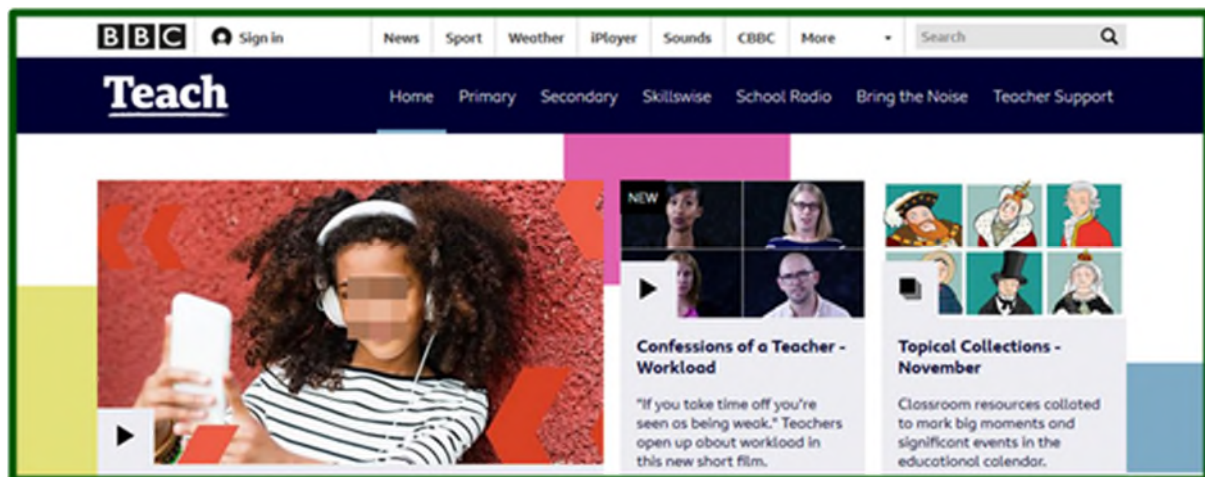 BBC Sign in News Sport Weather iPlayer Sounds CBBC More Search
Teach Home Primary Secondary Skillswise School Radio Bring the Noise Teacher Support
NEW
Confessions of a Teacher -
Workload
"If you take time off you're
seen as being weak." Teachers
open up about workload in
this new short film.
Topical Collections -
November
Classroom resources collated
to mark big moments and
significant events in the
educational calendar.